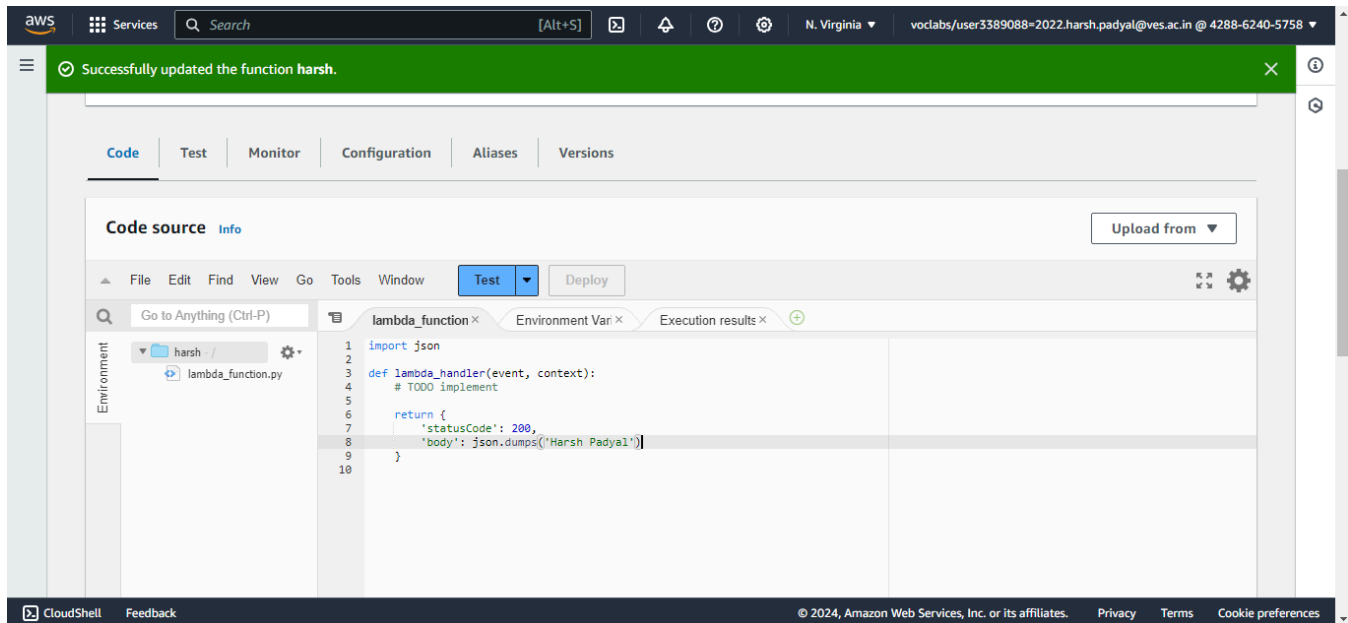 aws Services Search [Alt+S] N. Virginia voclabs/user3389088=2022.harsh.padyal@ves.ac.in @ 4288-6240-5758
Successfully updated the function harsh.
Code Test Monitor Configuration Aliases Versions
Code source Info Upload from
File Edit Find View Go Tools Window Test Deploy
Go to Anything (Ctrl-P) lambda_function × Environment Vari × Execution results ×
Environment
harsh - /
lambda_function.py
1 import json
2
3 def lambda_handler(event, context):
4 # TODO implement
5
6 return {
7 'statusCode': 200,
8 'body': json.dumps('Harsh Padyal')
9 }
10
CloudShell Feedback © 2024, Amazon Web Services, Inc. or its affiliates. Privacy Terms Cookie preferences